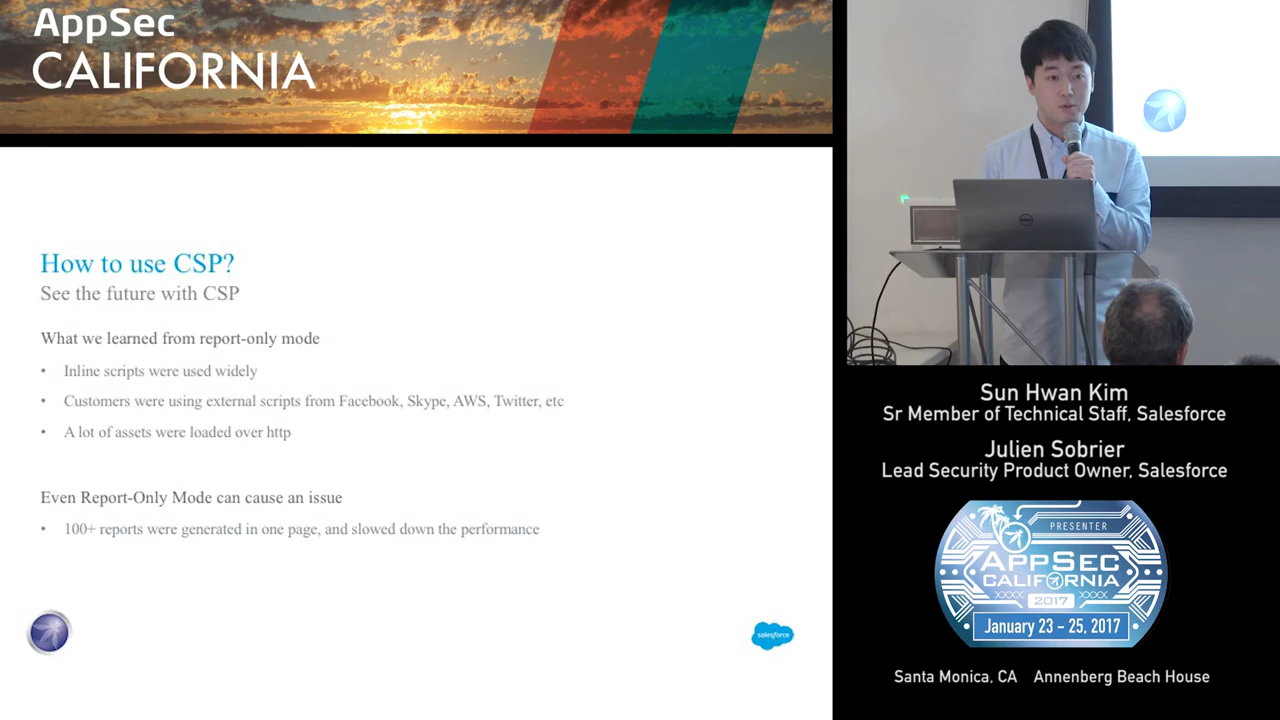 AppSec
CALIFORNIA
How to use CSP?
See the future with CSP
What we learned from report-only mode
• Inline scripts were used widely
• Customers were using external scripts from Facebook, Skype, AWS, Twitter, etc
• A lot of assets were loaded over http
Even Report-Only Mode can cause an issue
• 100+ reports were generated in one page, and slowed down the performance
salesforce
DELL
Sun Hwan Kim
Sr Member of Technical Staff, Salesforce
Julien Sobrier
Lead Security Product Owner, Salesforce
PRESENTER
APPSEC
CALIFORNIA
2017
January 23 – 25, 2017
Santa Monica, CA Annenberg Beach House